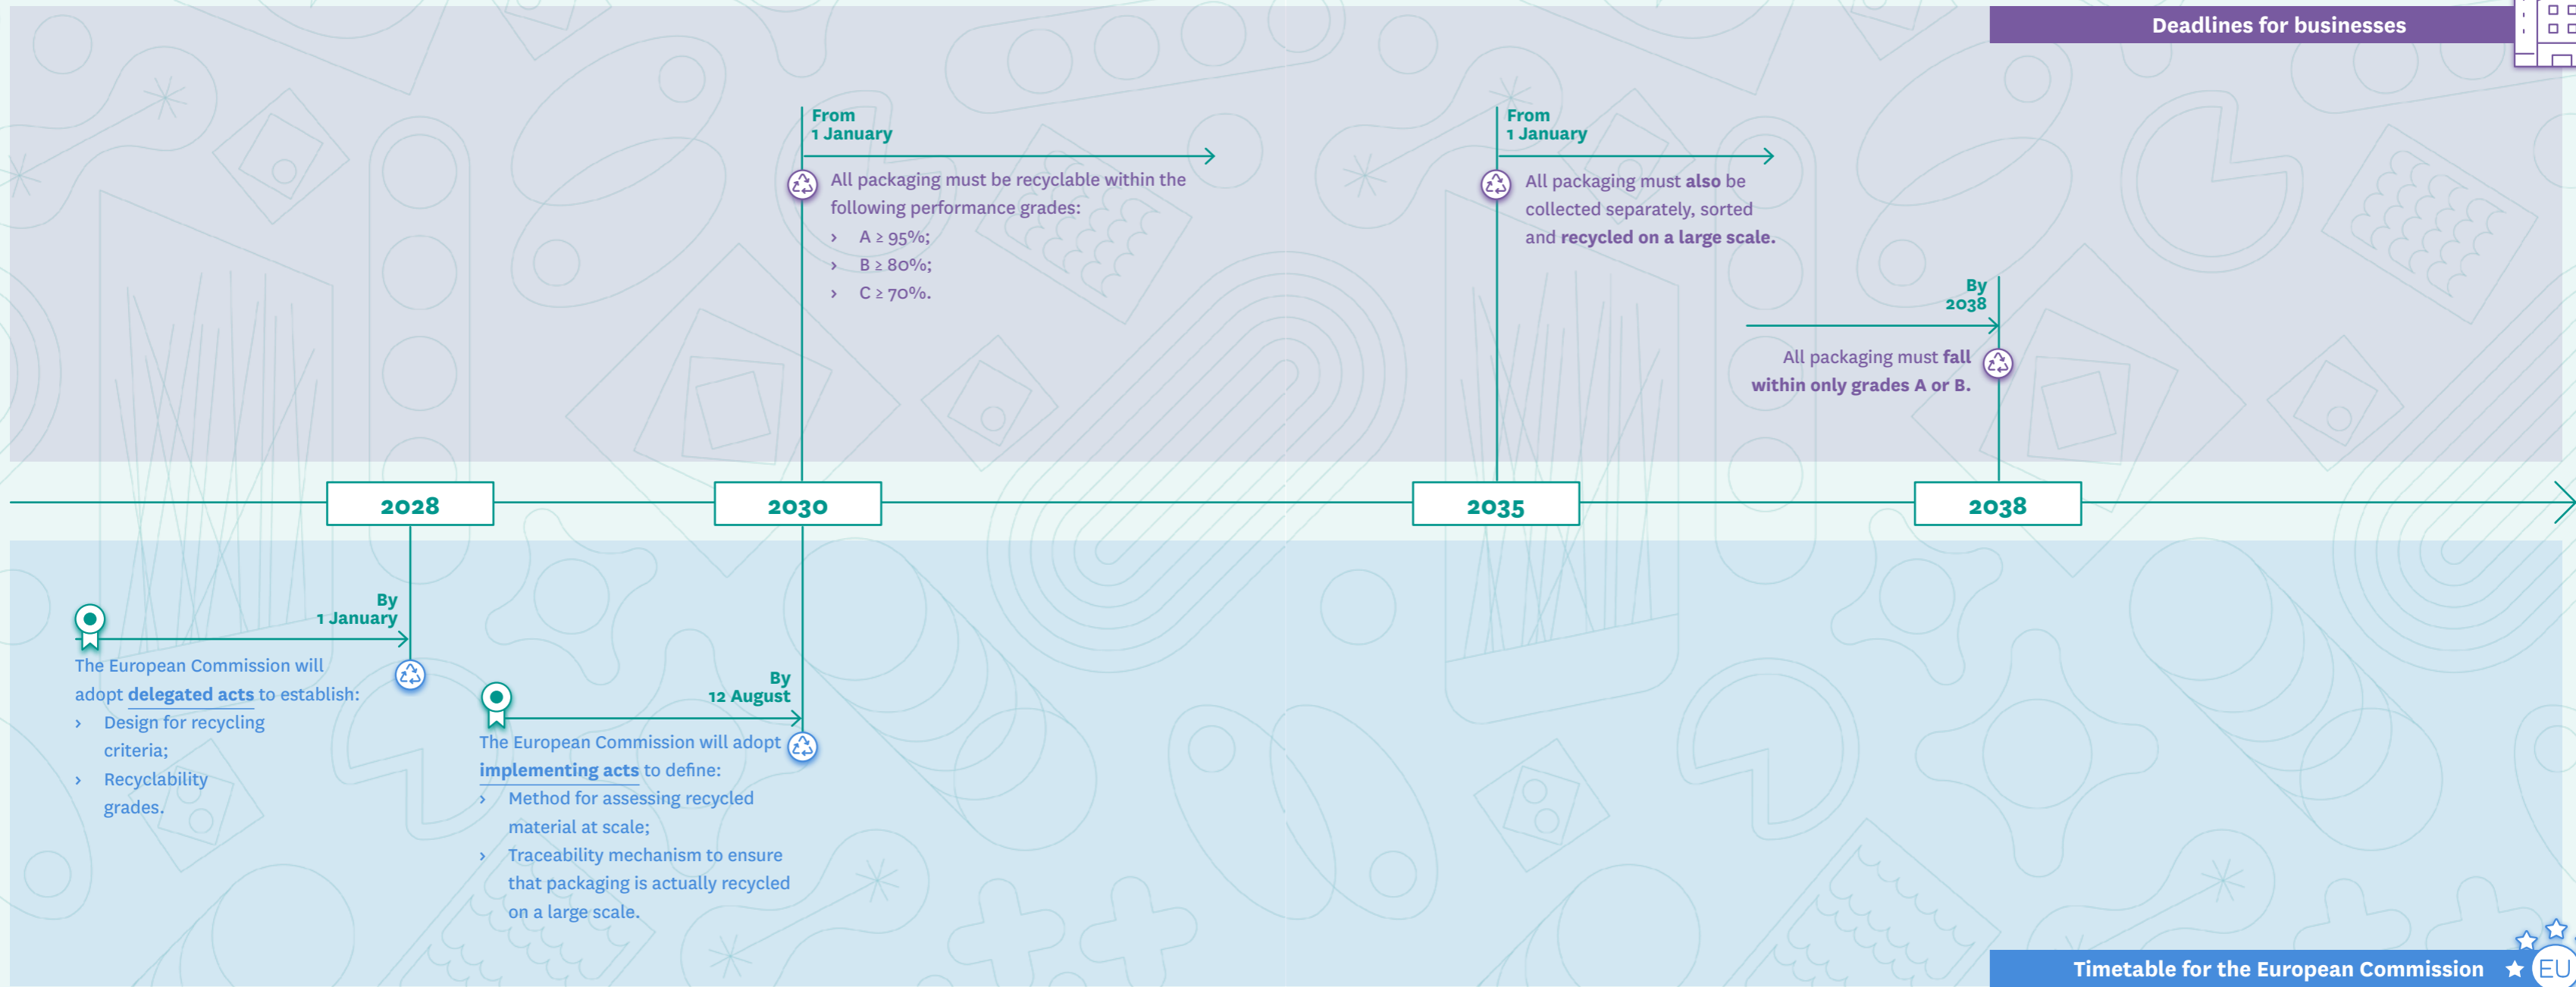 Deadlines for businesses
From
1 January
All packaging must be recyclable within the
following performance grades:
› A ≥ 95%;
› B ≥ 80%;
› C ≥ 70%.
From
1 January
All packaging must also be
collected separately, sorted
and recycled on a large scale.
By
2038
All packaging must fall
within only grades A or B.
2028
2030
2035
2038
By
1 January
The European Commission will
adopt delegated acts to establish:
› Design for recycling
criteria;
› Recyclability
grades.
By
12 August
The European Commission will adopt
implementing acts to define:
› Method for assessing recycled
material at scale;
› Traceability mechanism to ensure
that packaging is actually recycled
on a large scale.
Timetable for the European Commission
EU